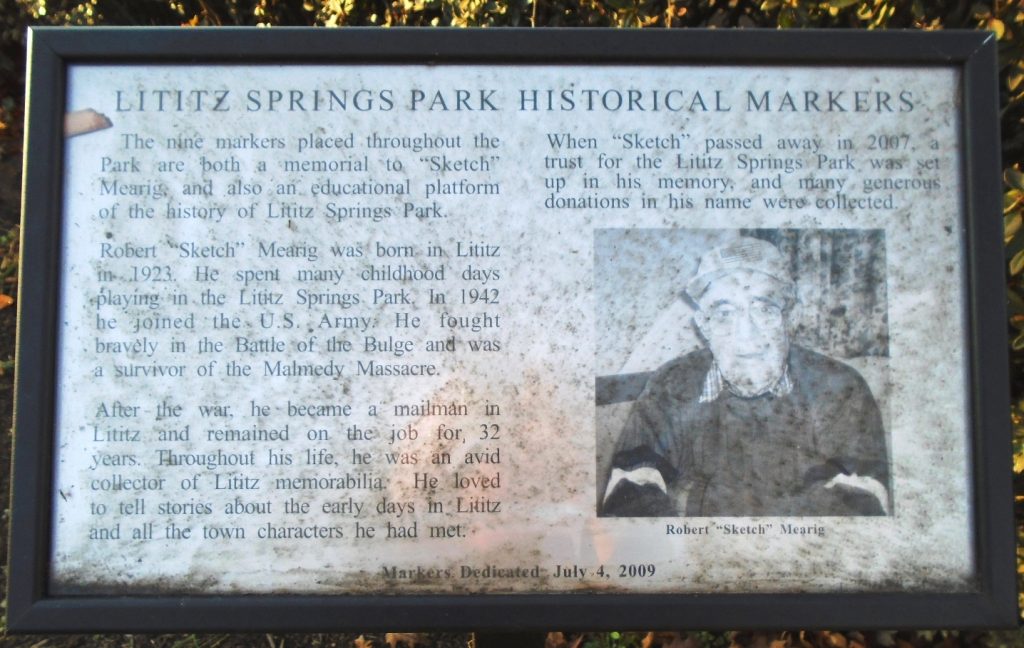 LITITZ SPRINGS PARK HISTORICAL MARKERS
The nine markers placed throughout the
Park are both a memorial to “Sketch”
Mearig, and also an educational platform
of the history of Lititz Springs Park.
Robert “Sketch” Mearig was born in Lititz
in 1923. He spent many childhood days
playing in the Lititz Springs Park. In 1942
he joined the U.S. Army. He fought
bravely in the Battle of the Bulge and was
a survivor of the Malmedy Massacre.
After the war, he became a mailman in
Lititz and remained on the job for 32
years. Throughout his life, he was an avid
collector of Lititz memorabilia. He loved
to tell stories about the early days in Lititz
and all the town characters he had met.
When “Sketch” passed away in 2007, a
trust for the Lititz Springs Park was set
up in his memory, and many generous
donations in his name were collected.
Robert “Sketch” Mearig
Markers Dedicated July 4, 2009